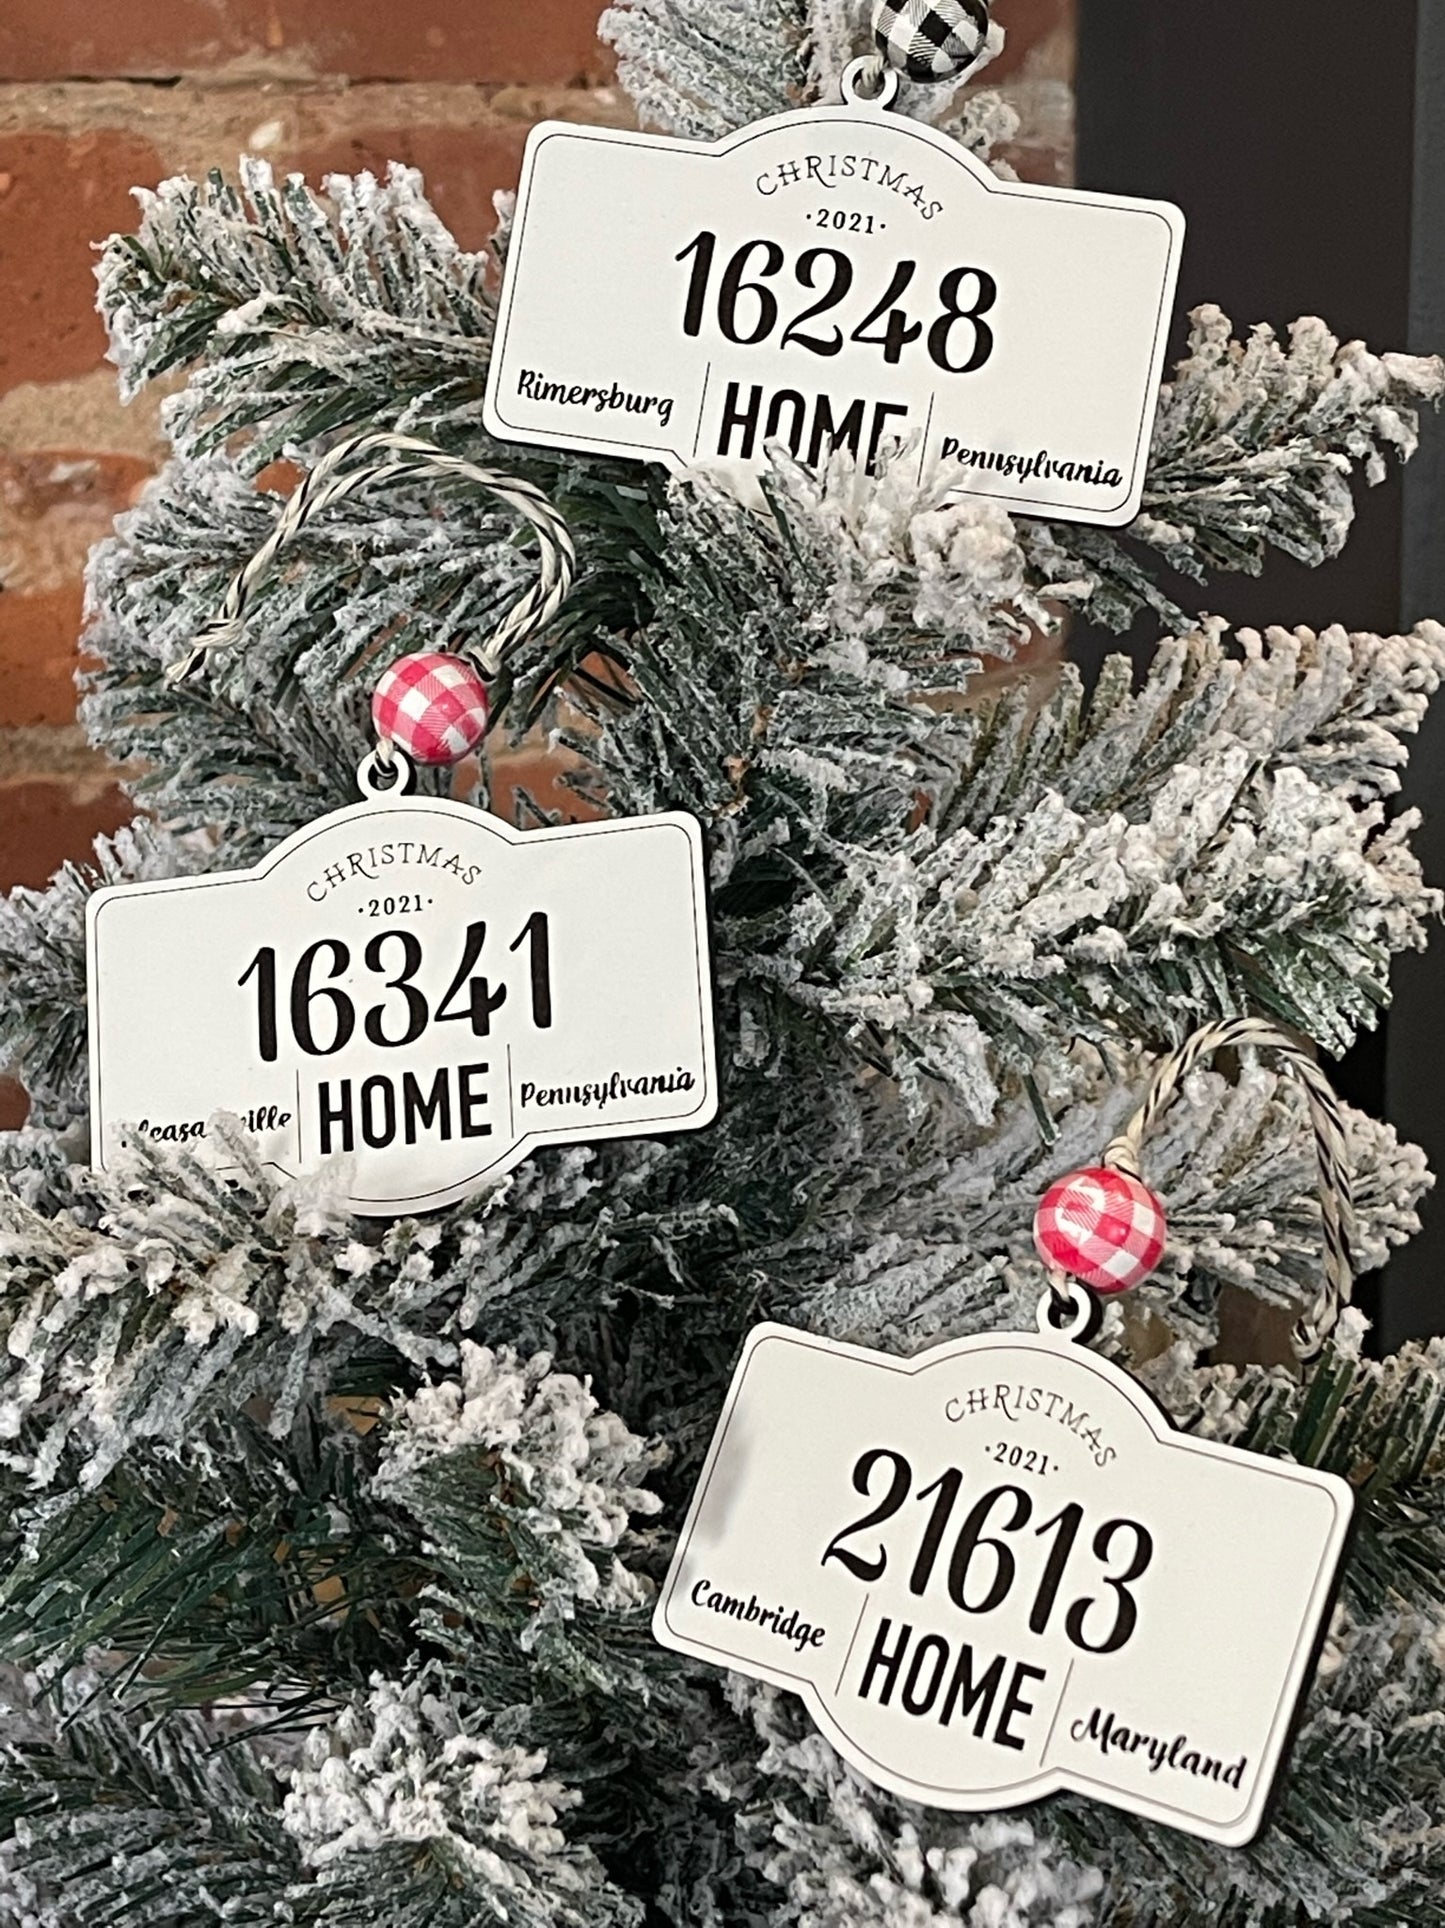 CHRISTMAS
·2021·
16248
Rimersburg HOME Pennsylvania
CHRISTMAS
·2021·
16341
HOME Pennsylvania
CHRISTMAS
·2021·
21613
Cambridge HOME Maryland